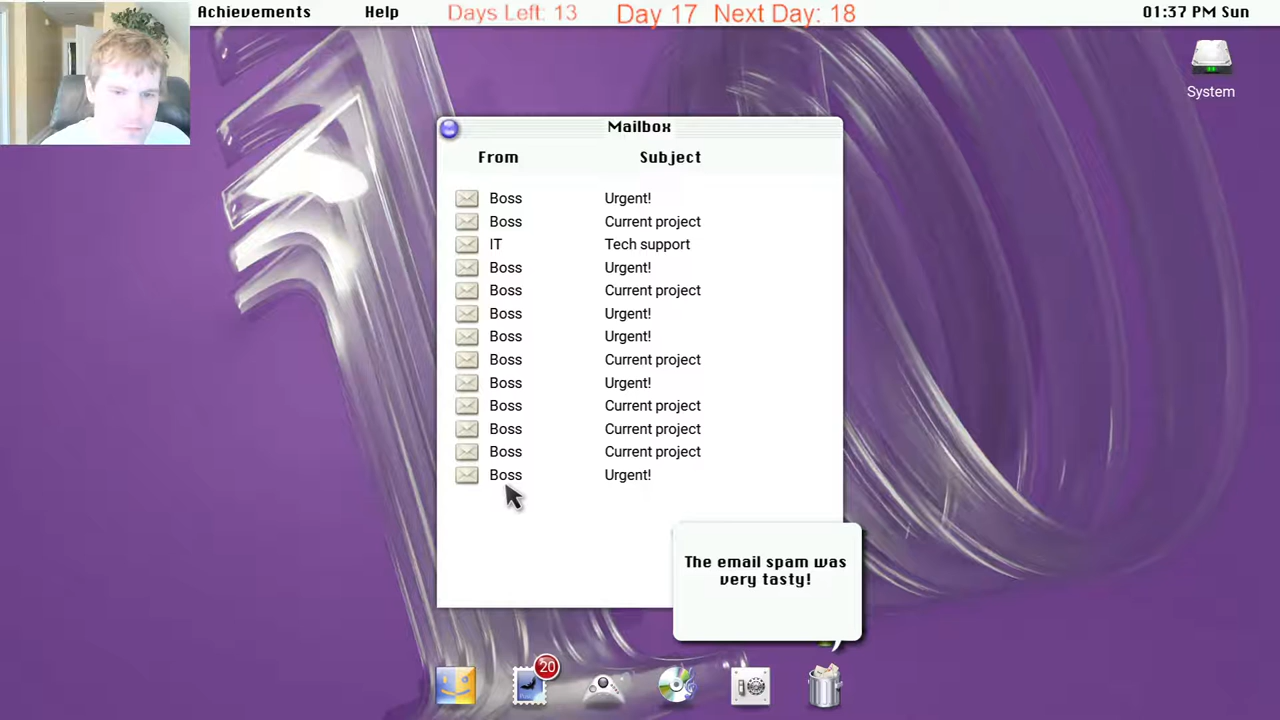 Achievements Help Days Left: 13 Day 17 Next Day: 18 01:37 PM Sun
System
Mailbox
From Subject
Boss Urgent!
Boss Current project
IT Tech support
Boss Urgent!
Boss Current project
Boss Urgent!
Boss Urgent!
Boss Current project
Boss Urgent!
Boss Current project
Boss Current project
Boss Current project
Boss Urgent!
The email spam was
very tasty!
20